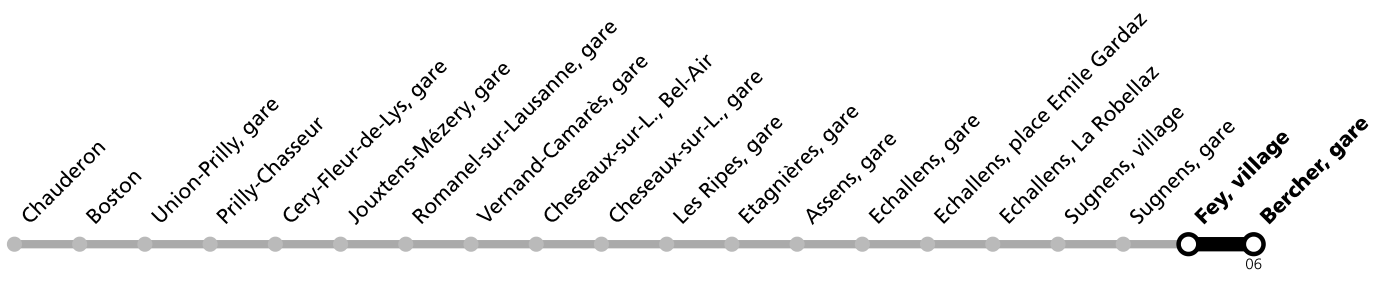 Chauderon
Boston
Union-Prilly, gare
Prilly-Chasseur
Cery-Fleur-de-Lys, gare
Jouxtens-Mézery, gare
Romanel-sur-Lausanne, gare
Vernand-Camarès, gare
Cheseaux-sur-L., Bel-Air
Cheseaux-sur-L., gare
Les Ripes, gare
Etagnières, gare
Assens, gare
Echallens, gare
Echallens, place Emile Gardaz
Echallens, La Robellaz
Sugnens, village
Sugnens, gare
Fey, village
Bercher, gare
06